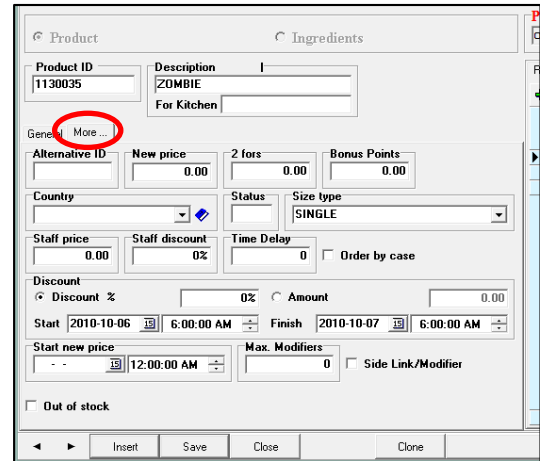 Product Ingredients
Product ID Description
1130035 ZOMBIE
For Kitchen
General More ...
Alternative ID New price 2 fors Bonus Points
0.00 0.00 0.00
Country Status Size type
SINGLE
Staff price Staff discount Time Delay
0.00 0% 0 Order by case
Discount
Discount % 0% Amount 0.00
Start 2010-10-06 15 6:00:00 AM Finish 2010-10-07 15 6:00:00 AM
Start new price Max. Modifiers
- - 15 12:00:00 AM 0 Side Link/Modifier
Out of stock
Insert Save Close Clone